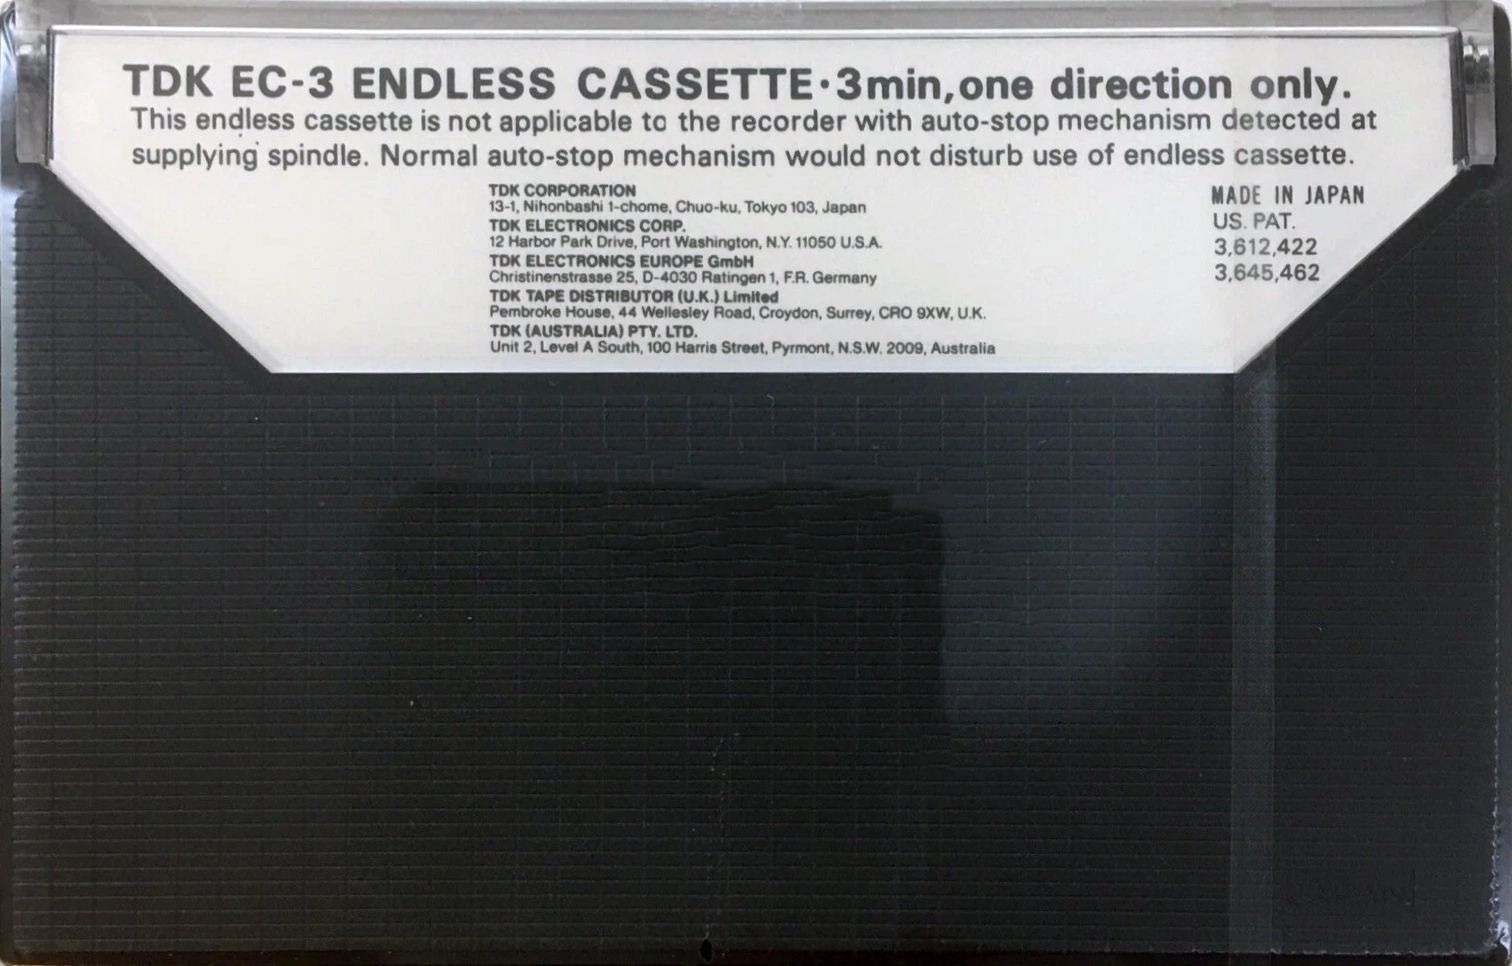 TDK EC-3 ENDLESS CASSETTE·3min,one direction only.
This endless cassette is not applicable to the recorder with auto-stop mechanism detected at
supplying spindle. Normal auto-stop mechanism would not disturb use of endless cassette.
TDK CORPORATION
13-1, Nihonbashi 1-chome, Chuo-ku, Tokyo 103, Japan
TDK ELECTRONICS CORP.
12 Harbor Park Drive, Port Washington, N.Y. 11050 U.S.A.
TDK ELECTRONICS EUROPE GmbH
Christinenstrasse 25, D-4030 Ratingen 1, F.R. Germany
TDK TAPE DISTRIBUTOR (U.K.) Limited
Pembroke House, 44 Wellesley Road, Croydon, Surrey, CRO 9XW, U.K.
TDK (AUSTRALIA) PTY. LTD.
Unit 2, Level A South, 100 Harris Street, Pyrmont, N.S.W. 2009, Australia
MADE IN JAPAN
US. PAT.
3,612,422
3,645,462